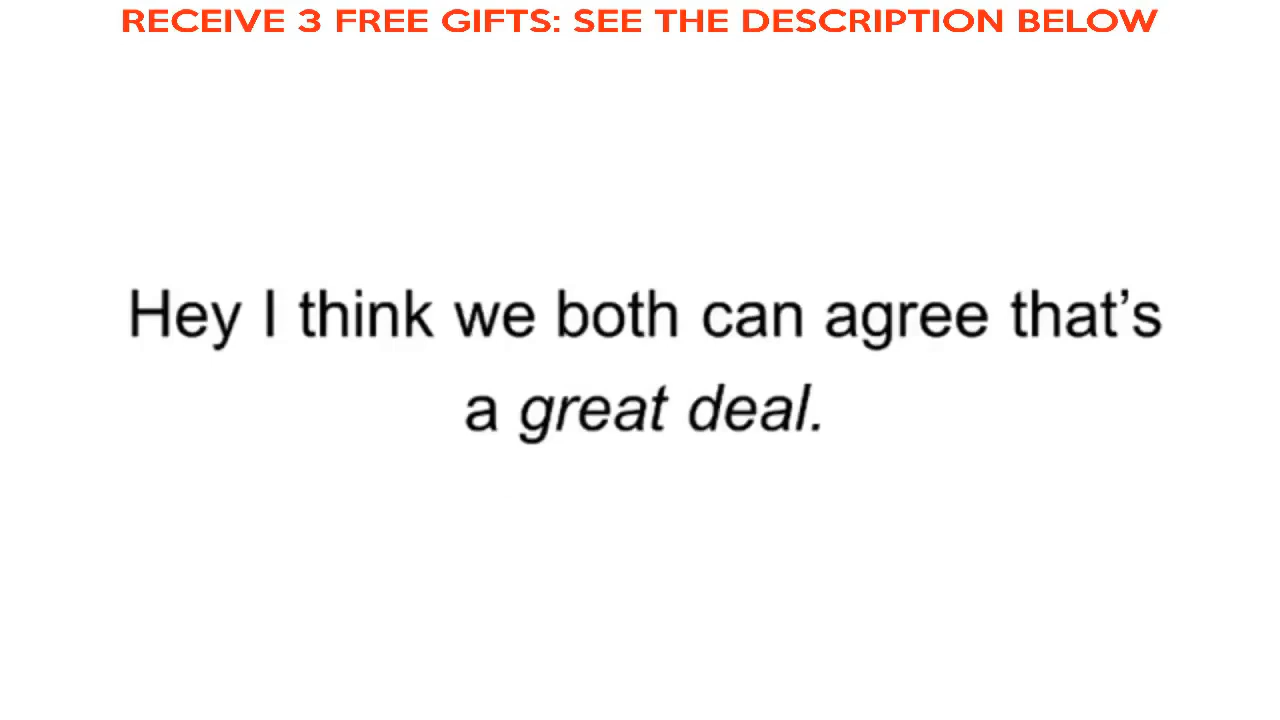 RECEIVE 3 FREE GIFTS: SEE THE DESCRIPTION BELOW
Hey I think we both can agree that’s
a great deal.